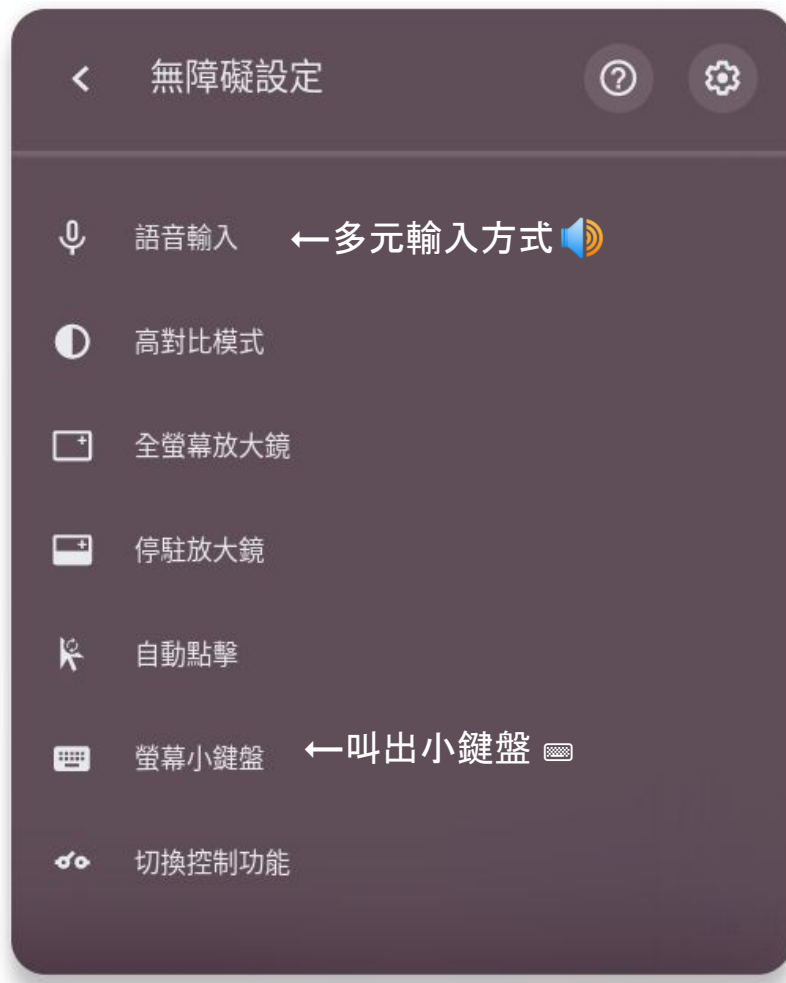 無障礙設定
語音輸入 ←多元輸入方式🔊
高對比模式
全螢幕放大鏡
停駐放大鏡
自動點擊
螢幕小鍵盤 ←叫出小鍵盤 ⌨
切換控制功能